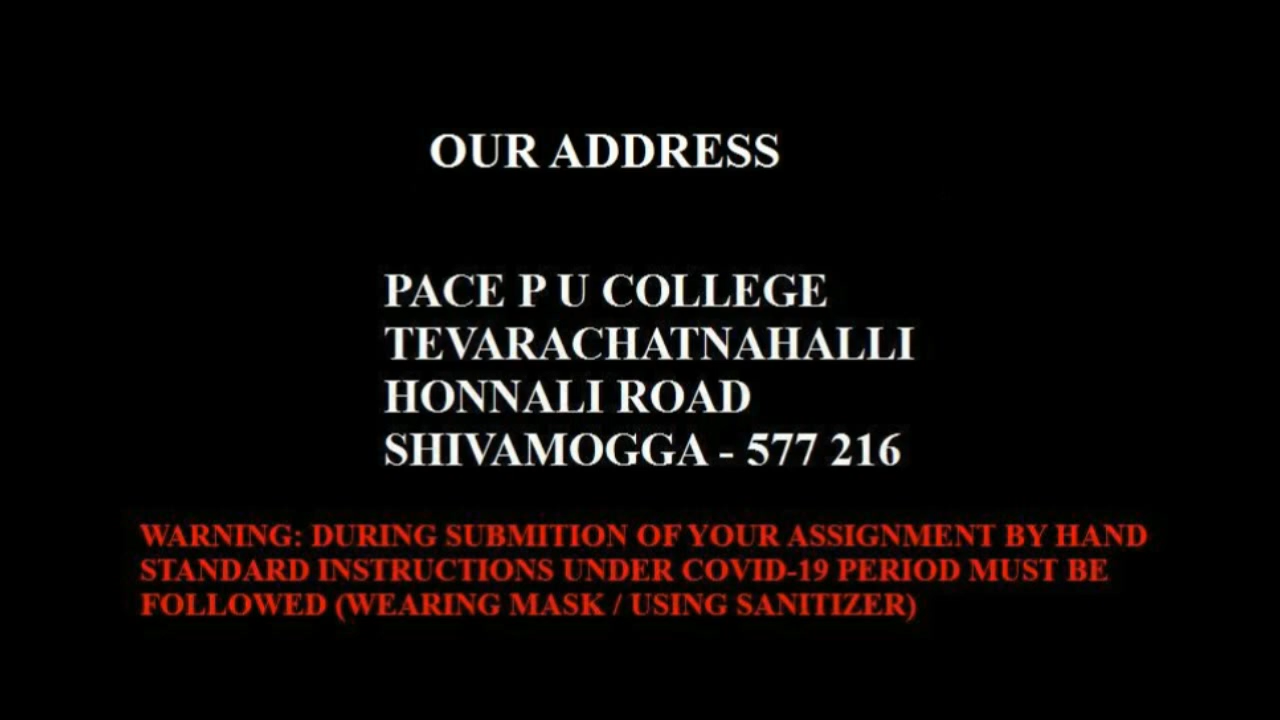 OUR ADDRESS
PACE P U COLLEGE
TEVARACHATNAHALLI
HONNALI ROAD
SHIVAMOGGA - 577 216
WARNING: DURING SUBMITION OF YOUR ASSIGNMENT BY HAND
STANDARD INSTRUCTIONS UNDER COVID-19 PERIOD MUST BE
FOLLOWED (WEARING MASK / USING SANITIZER)